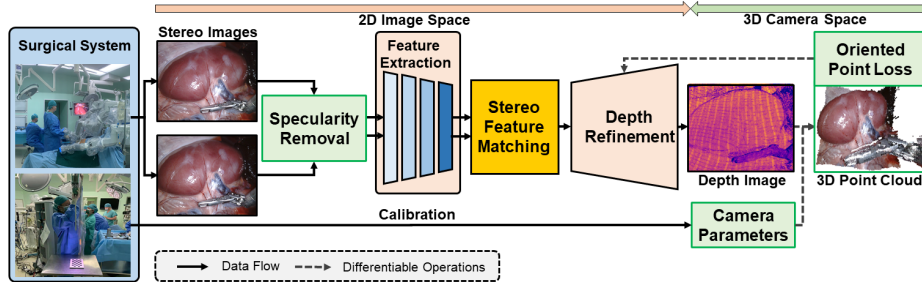 2D Image Space
3D Camera Space
Surgical System
Stereo Images
Specularity
Removal
Feature
Extraction
Stereo
Feature
Matching
Depth
Refinement
Depth Image
Oriented
Point Loss
3D Point Cloud
Calibration
Camera
Parameters
Data Flow
Differentiable Operations